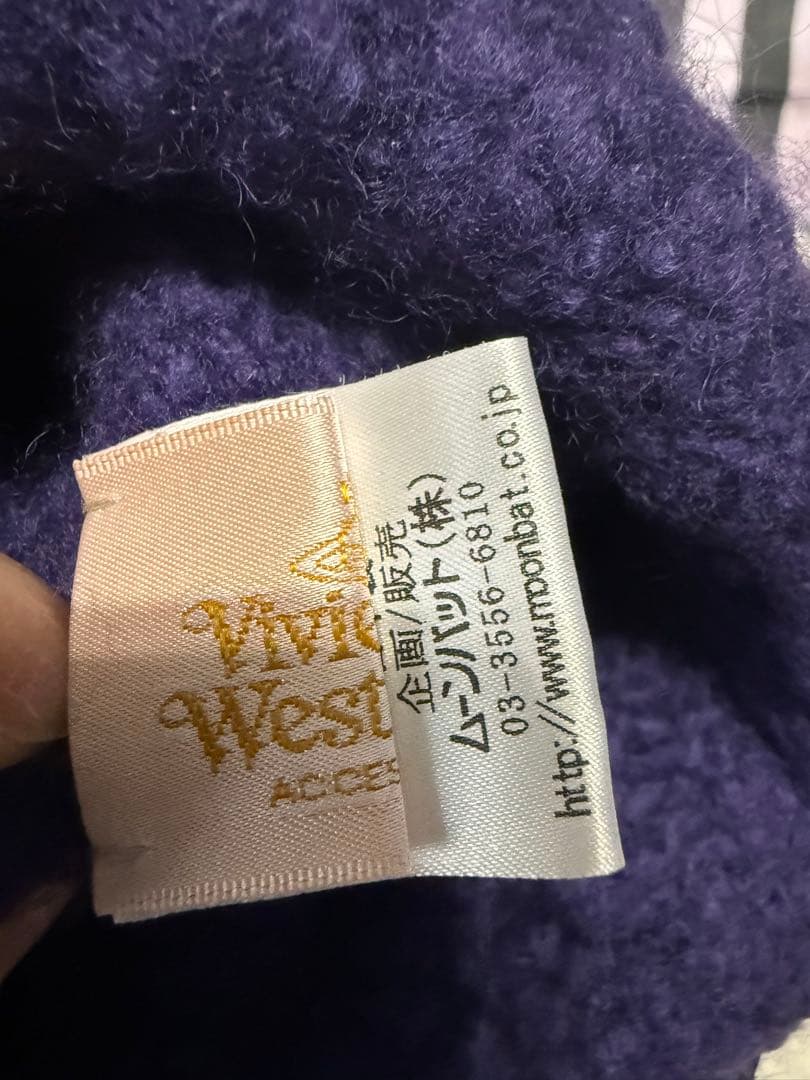 Vivie
West
ACCES
企画/販売
ムーンバット(株)
03-3556-6810
http://www.moonbat.co.jp